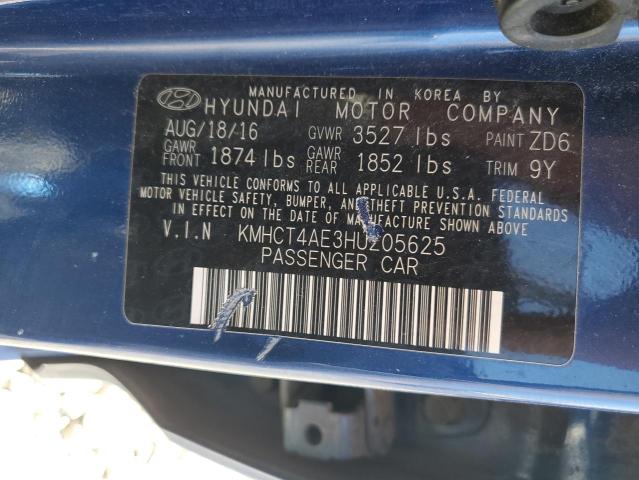 MANUFACTURED IN KOREA BY
HYUNDAI MOTOR COMPANY
AUG/18/16 GVWR 3527 lbs PAINT ZD6
GAWR FRONT 1874 lbs GAWR REAR 1852 lbs TRIM 9Y
THIS VEHICLE CONFORMS TO ALL APPLICABLE U.S.A. FEDERAL
MOTOR VEHICLE SAFETY, BUMPER, AND THEFT PREVENTION STANDARDS
IN EFFECT ON THE DATE OF MANUFACTURE SHOWN ABOVE
V.I.N KMHCT4AE3HU205625
PASSENGER CAR